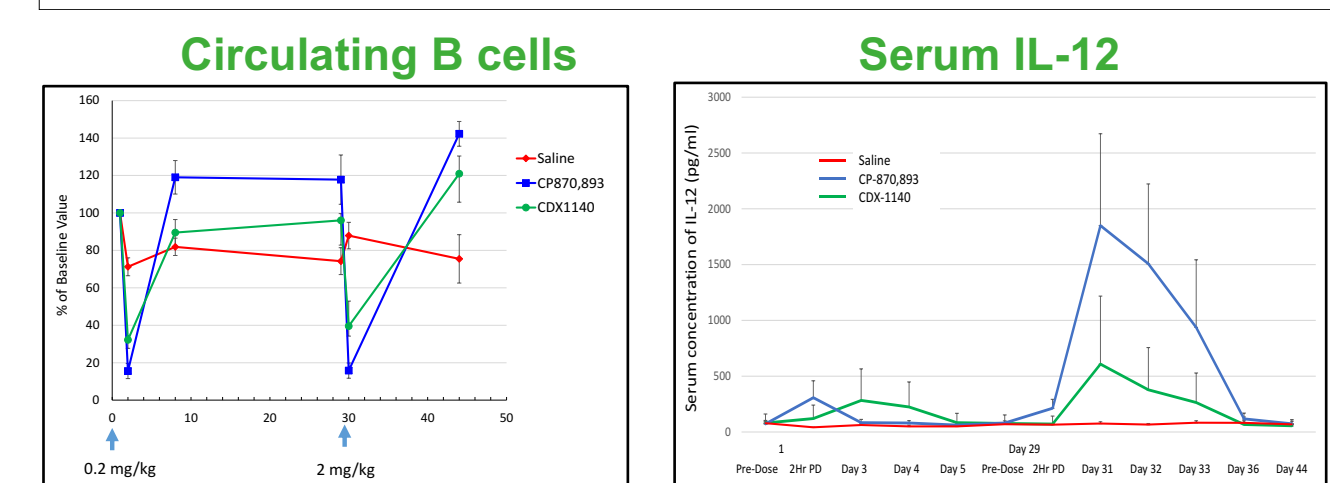 Circulating B cells
Serum IL-12
% of Baseline Value
160
140
120
100
80
60
40
20
0
0 10 20 30 40 50
0.2 mg/kg
2 mg/kg
Saline
CP870,893
CDX1140
Serum concentration of IL-12 (pg/ml)
3000
2500
2000
1500
1000
500
0
Saline
CP-870,893
CDX-1140
1 Day 29
Pre-Dose 2Hr PD Day 3 Day 4 Day 5 Pre-Dose 2Hr PD Day 31 Day 32 Day 33 Day 36 Day 44